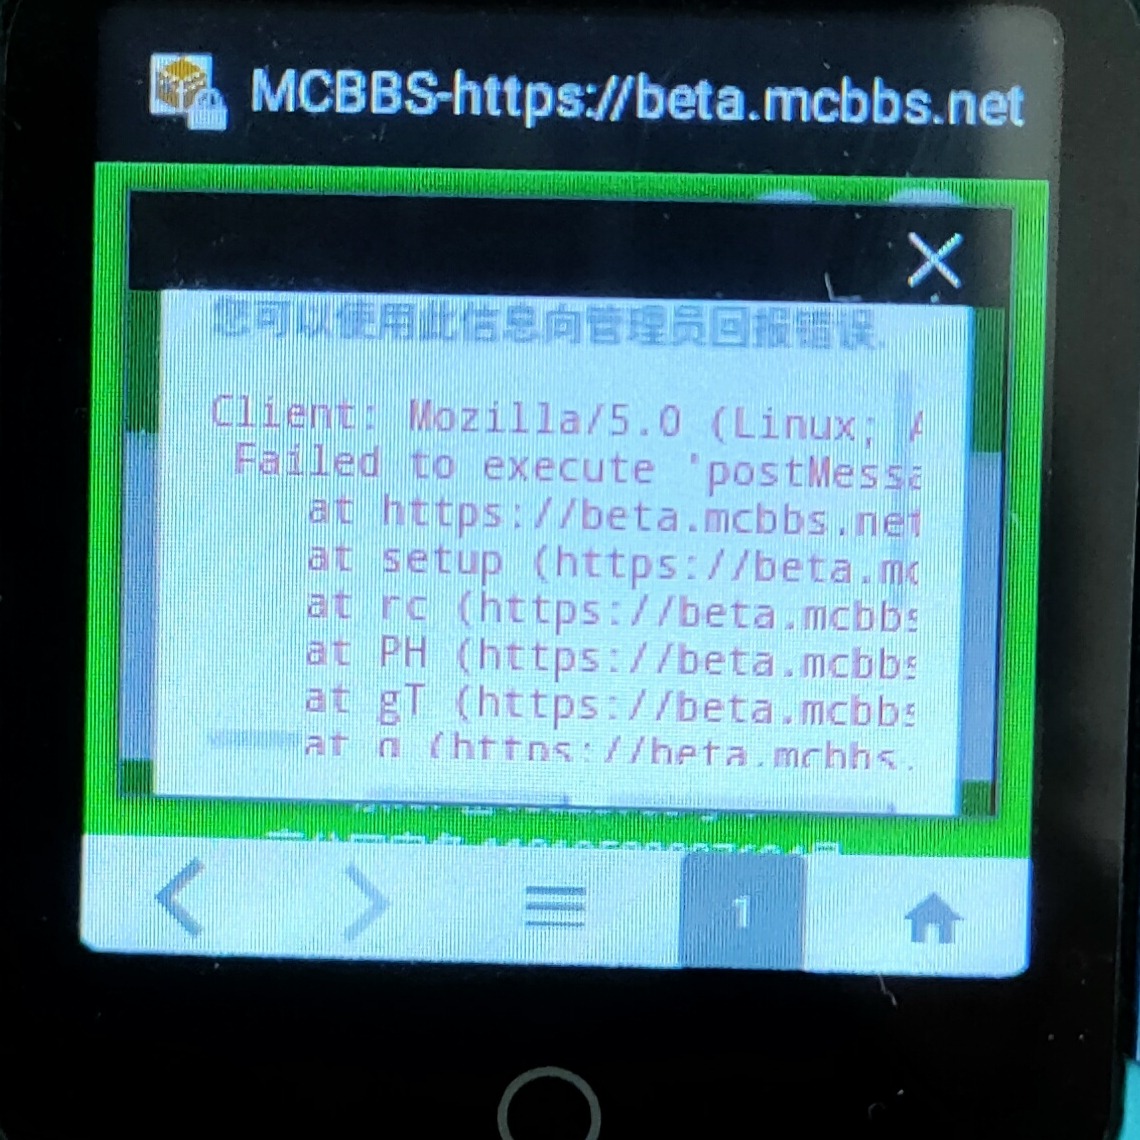 MCBBS-https://beta.mcbbs.net
您可以使用此信息向管理员回报错误.
Client: Mozilla/5.0 (Linux; A
Failed to execute 'postMessa
at https://beta.mcbbs.net
at setup (https://beta.mc
at rc (https://beta.mcbbs
at PH (https://beta.mcbbs
at gT (https://beta.mcbbs
at n (https://beta.mcbbs.
1